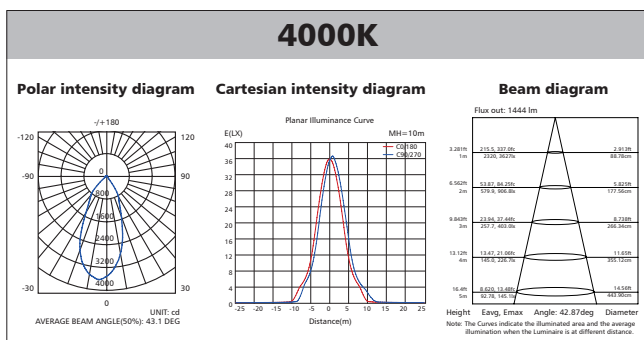 4000K
Polar intensity diagram
-/+180
-120
120
-90
90
-30
30
0
0
800
1600
2400
3200
4000
UNIT: cd
AVERAGE BEAM ANGLE(50%): 43.1 DEG
Cartesian intensity diagram
Planar Illuminance Curve
E(LX)
MH=10m
C0/180
C90/270
40
36
32
28
24
20
16
12
8
4
0
-25 -20 -15 -10 -5 0 5 10 15 20 25
Distance(m)
Beam diagram
Flux out: 1444 lm
3.281ft 215.5, 337.0fc 2.913ft
1m 2320, 3627lx 88.78cm
6.562ft 53.87, 84.25fc 5.825ft
2m 579.9, 906.8lx 177.56cm
9.843ft 23.94, 37.44fc 8.738ft
3m 257.7, 403.0lx 266.34cm
13.12ft 13.47, 21.06fc 11.65ft
4m 145.0, 226.7lx 355.12cm
16.4ft 8.620, 13.48fc 14.56ft
5m 92.78, 145.1lx 443.90cm
Height Eavg, Emax Angle: 42.87deg Diameter
Note: The Curves indicate the illuminated area and the average
illumination when the Luminaire is at different distance.